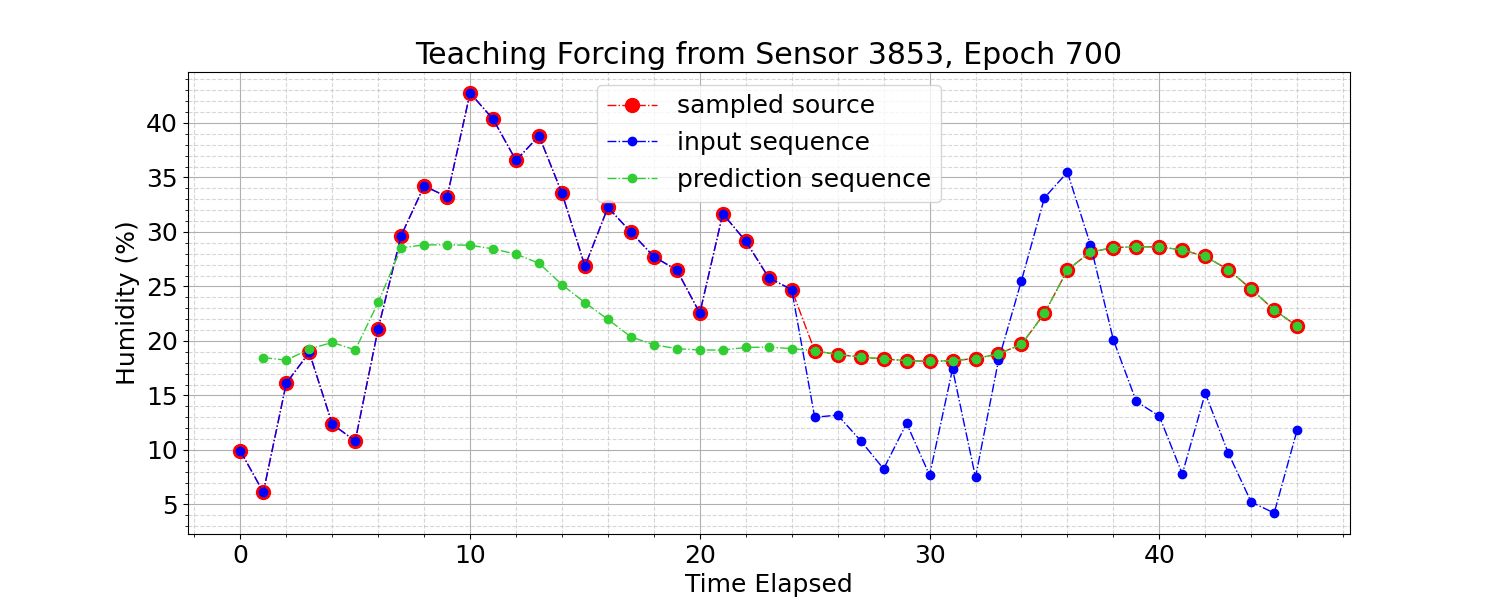 Teaching Forcing from Sensor 3853, Epoch 700
sampled source
input sequence
prediction sequence
Humidity (%)
40
35
30
25
20
15
10
5
0 10 20 30 40
Time Elapsed